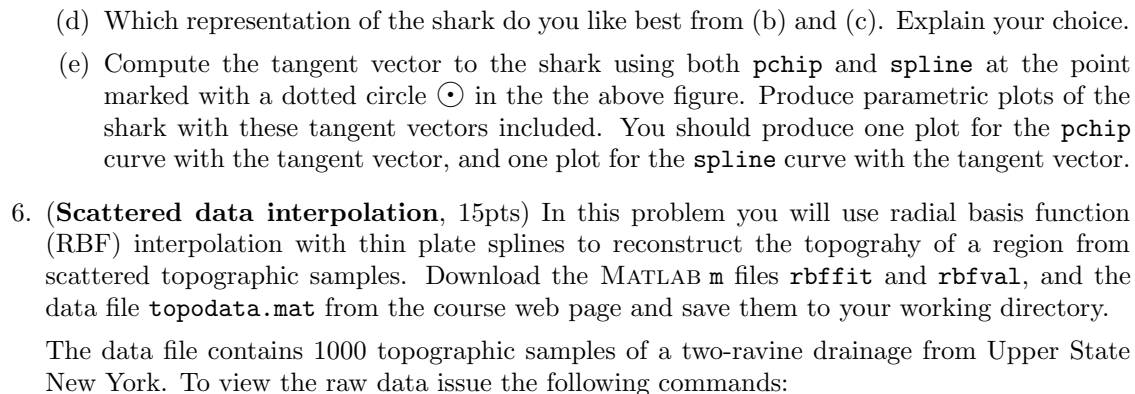 (d) Which representation of the shark do you like best from (b) and (c). Explain your choice.
(e) Compute the tangent vector to the shark using both pchip and spline at the point
marked with a dotted circle ⊙ in the the above figure. Produce parametric plots of the
shark with these tangent vectors included. You should produce one plot for the pchip
curve with the tangent vector, and one plot for the spline curve with the tangent vector.
6. (Scattered data interpolation, 15pts) In this problem you will use radial basis function
(RBF) interpolation with thin plate splines to reconstruct the topograhy of a region from
scattered topographic samples. Download the MATLAB m files rbffit and rbfval, and the
data file topodata.mat from the course web page and save them to your working directory.
The data file contains 1000 topographic samples of a two-ravine drainage from Upper State
New York. To view the raw data issue the following commands: